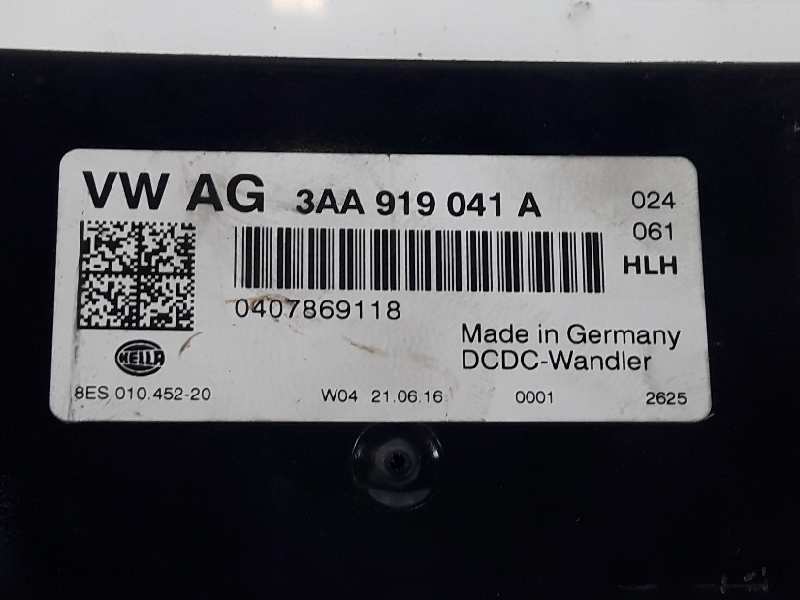 VW AG 3AA 919 041 A 024
061
HLH
0407869118
Made in Germany
DCDC-Wandler
HELLA
8ES 010.452-20 W04 21.06.16 0001 2625